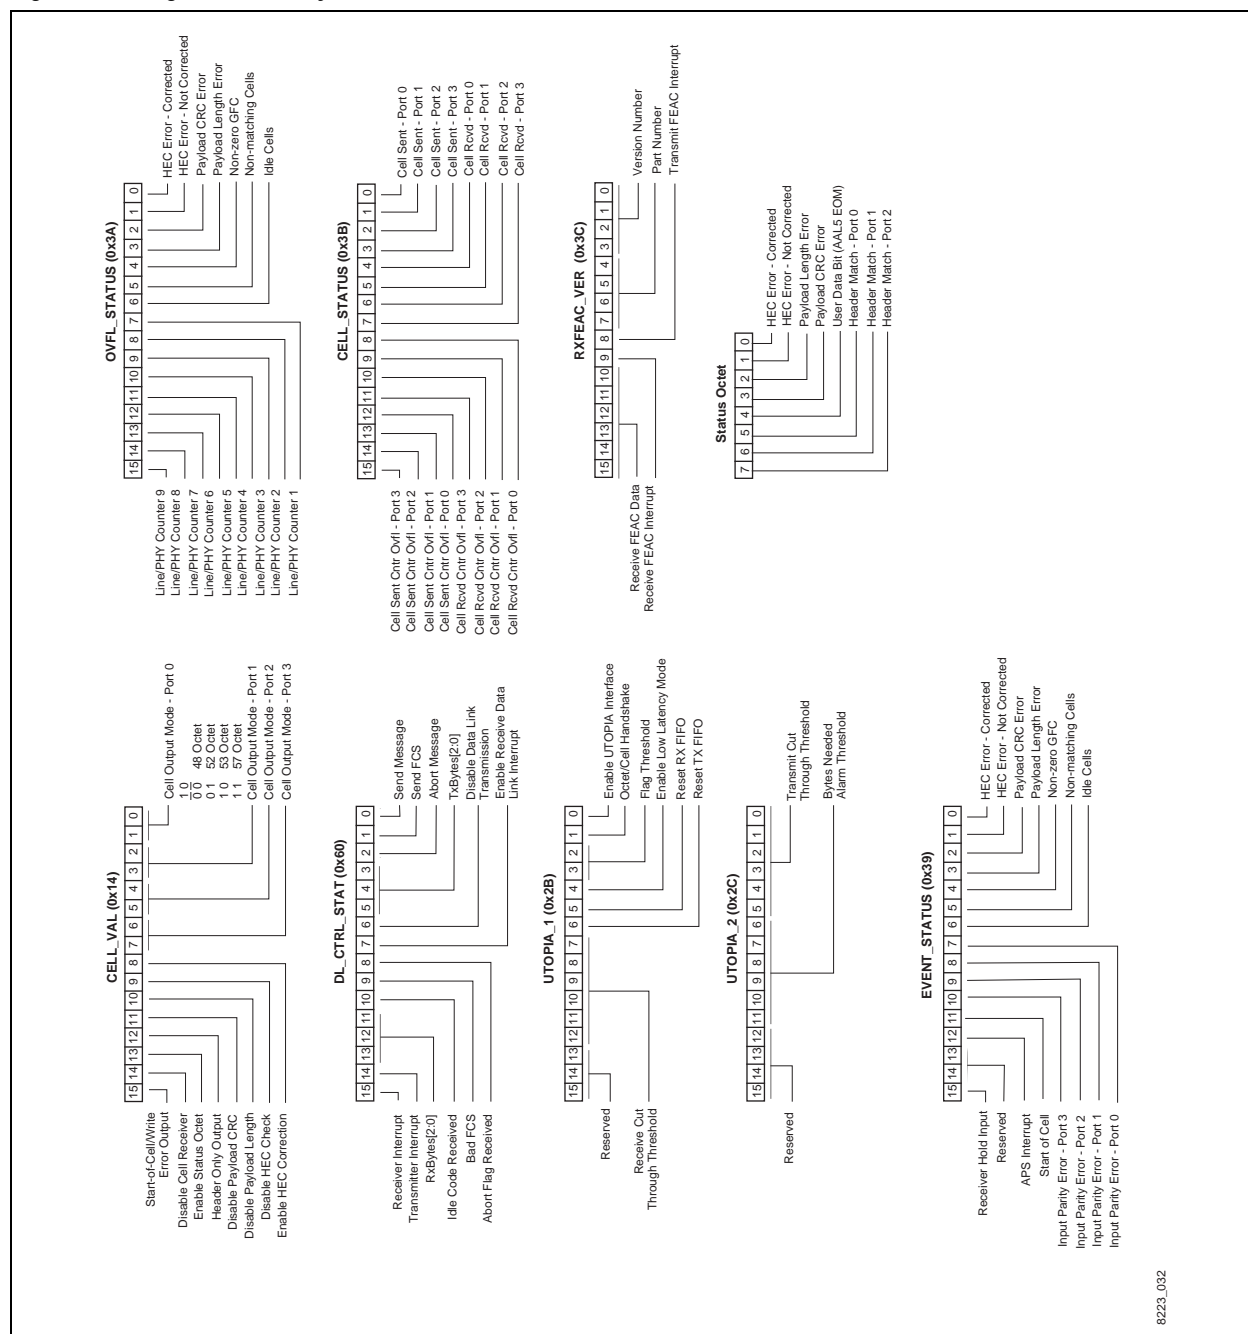 CELL_VAL (0x14)
15 14 13 12 11 10 9 8 7 6 5 4 3 2 1 0
Start-of-Cell/Write
Error Output
Disable Cell Receiver
Enable Status Octet
Header Only Output
Disable Payload CRC
Disable Payload Length
Disable HEC Check
Enable HEC Correction
Cell Output Mode - Port 0
1 0
0 0 48 Octet
0 1 52 Octet
1 0 53 Octet
1 1 57 Octet
Cell Output Mode - Port 1
Cell Output Mode - Port 2
Cell Output Mode - Port 3
OVFL_STATUS (0x3A)
15 14 13 12 11 10 9 8 7 6 5 4 3 2 1 0
Line/PHY Counter 9
Line/PHY Counter 8
Line/PHY Counter 7
Line/PHY Counter 6
Line/PHY Counter 5
Line/PHY Counter 4
Line/PHY Counter 3
Line/PHY Counter 2
Line/PHY Counter 1
HEC Error - Corrected
HEC Error - Not Corrected
Payload CRC Error
Payload Length Error
Non-zero GFC
Non-matching Cells
Idle Cells
DL_CTRL_STAT (0x60)
15 14 13 12 11 10 9 8 7 6 5 4 3 2 1 0
Receiver Interrupt
Transmitter Interrupt
RxBytes[2:0]
Idle Code Received
Bad FCS
Abort Flag Received
Send Message
Send FCS
Abort Message
TxBytes[2:0]
Disable Data Link
Transmission
Enable Receive Data
Link Interrupt
CELL_STATUS (0x3B)
15 14 13 12 11 10 9 8 7 6 5 4 3 2 1 0
Cell Sent Cntr Ovfl - Port 3
Cell Sent Cntr Ovfl - Port 2
Cell Sent Cntr Ovfl - Port 1
Cell Sent Cntr Ovfl - Port 0
Cell Rcvd Cntr Ovfl - Port 3
Cell Rcvd Cntr Ovfl - Port 2
Cell Rcvd Cntr Ovfl - Port 1
Cell Rcvd Cntr Ovfl - Port 0
Cell Sent - Port 0
Cell Sent - Port 1
Cell Sent - Port 2
Cell Sent - Port 3
Cell Rcvd - Port 0
Cell Rcvd - Port 1
Cell Rcvd - Port 2
Cell Rcvd - Port 3
UTOPIA_1 (0x2B)
15 14 13 12 11 10 9 8 7 6 5 4 3 2 1 0
Reserved
Receive Cut
Through Threshold
Enable UTOPIA Interface
Octet/Cell Handshake
Flag Threshold
Enable Low Latency Mode
Reset RX FIFO
Reset TX FIFO
RXFEAC_VER (0x3C)
15 14 13 12 11 10 9 8 7 6 5 4 3 2 1 0
Receive FEAC Data
Receive FEAC Interrupt
Version Number
Part Number
Transmit FEAC Interrupt
UTOPIA_2 (0x2C)
15 14 13 12 11 10 9 8 7 6 5 4 3 2 1 0
Reserved
Transmit Cut
Through Threshold
Bytes Needed
Alarm Threshold
Status Octet
7 6 5 4 3 2 1 0
HEC Error - Corrected
HEC Error - Not Corrected
Payload Length Error
Payload CRC Error
User Data Bit (AAL5 EOM)
Header Match - Port 0
Header Match - Port 1
Header Match - Port 2
EVENT_STATUS (0x39)
15 14 13 12 11 10 9 8 7 6 5 4 3 2 1 0
Receiver Hold Input
Reserved
APS Interrupt
Start of Cell
Input Parity Error - Port 3
Input Parity Error - Port 2
Input Parity Error - Port 1
Input Parity Error - Port 0
HEC Error - Corrected
HEC Error - Not Corrected
Payload CRC Error
Payload Length Error
Non-zero GFC
Non-matching Cells
Idle Cells
8223_032